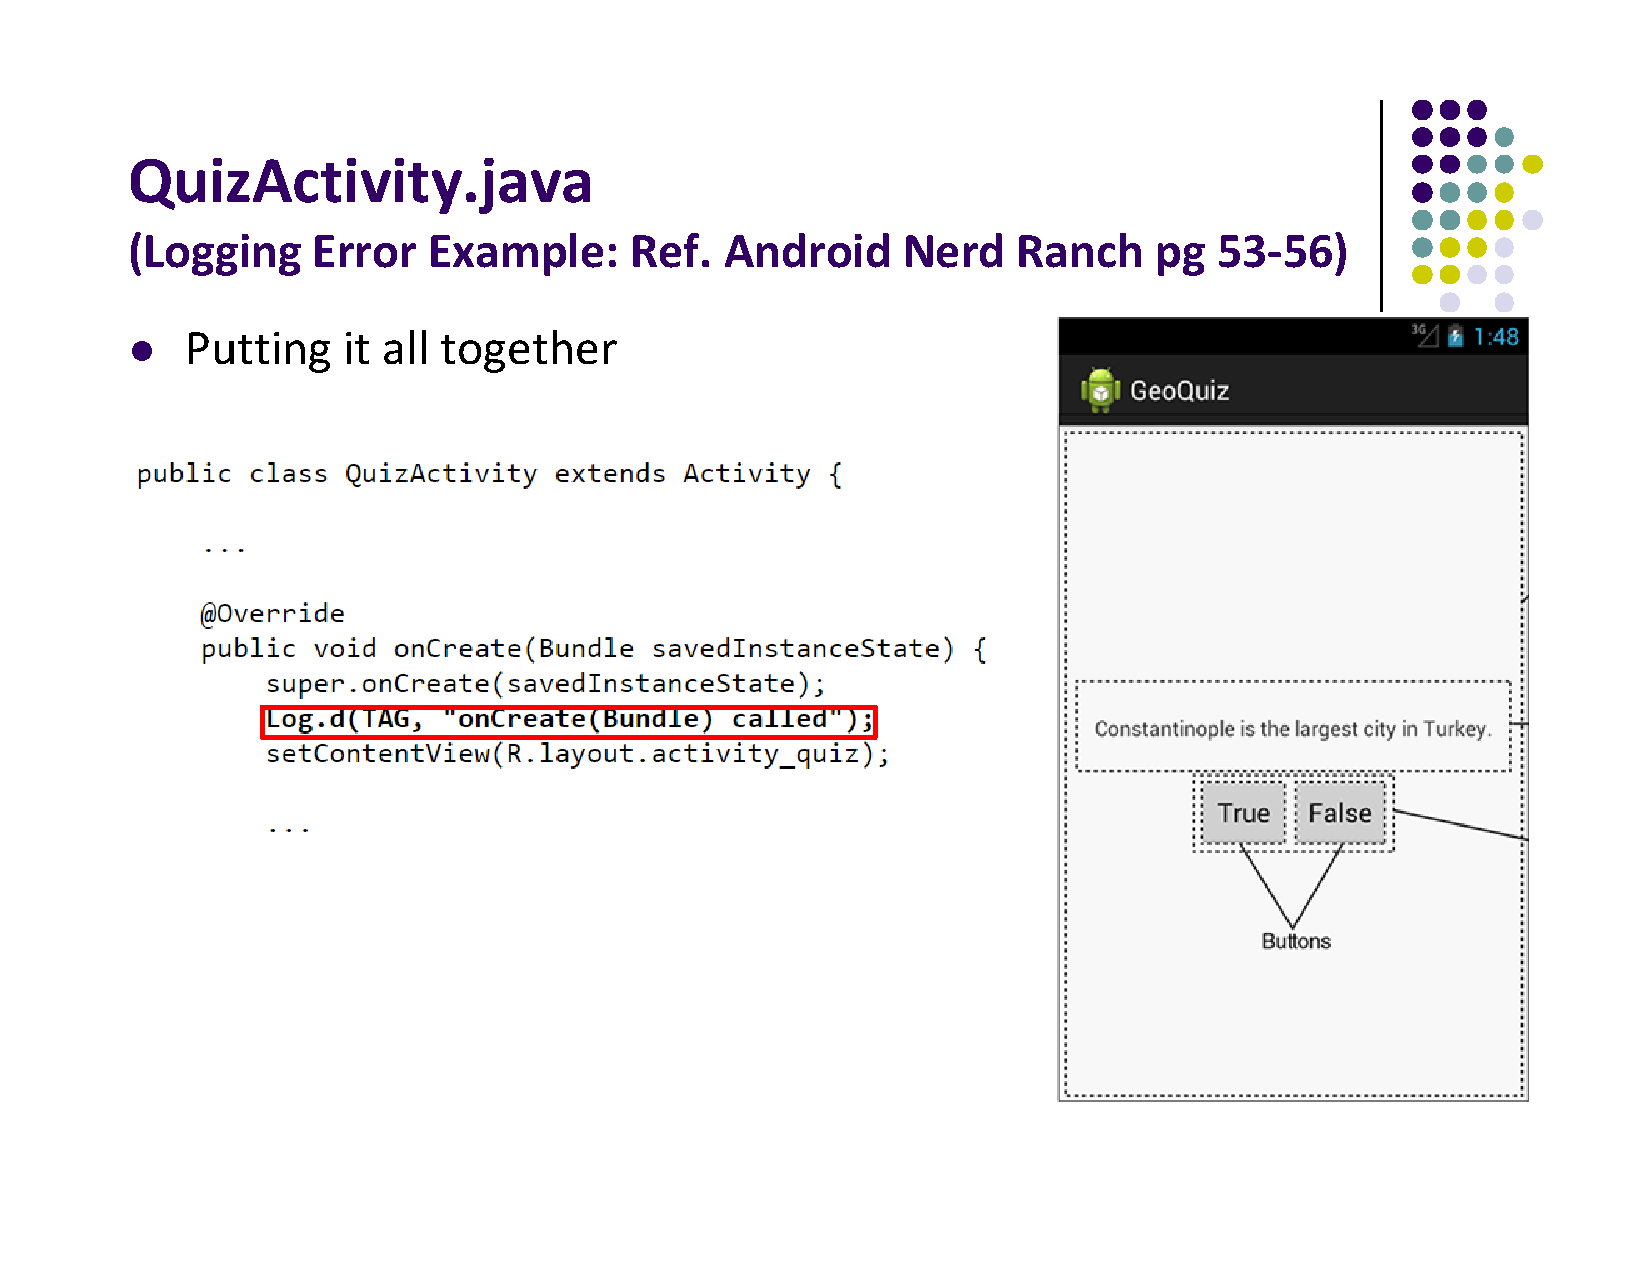 QuizActivity.java
(Logging Error Example: Ref. Android Nerd Ranch pg 53-56)
● Putting it all together
public class QuizActivity extends Activity {
...
@Override
public void onCreate(Bundle savedInstanceState) {
super.onCreate(savedInstanceState);
Log.d(TAG, "onCreate(Bundle) called");
setContentView(R.layout.activity_quiz);
...
3G 1:48
GeoQuiz
Constantinople is the largest city in Turkey.
True False
Buttons